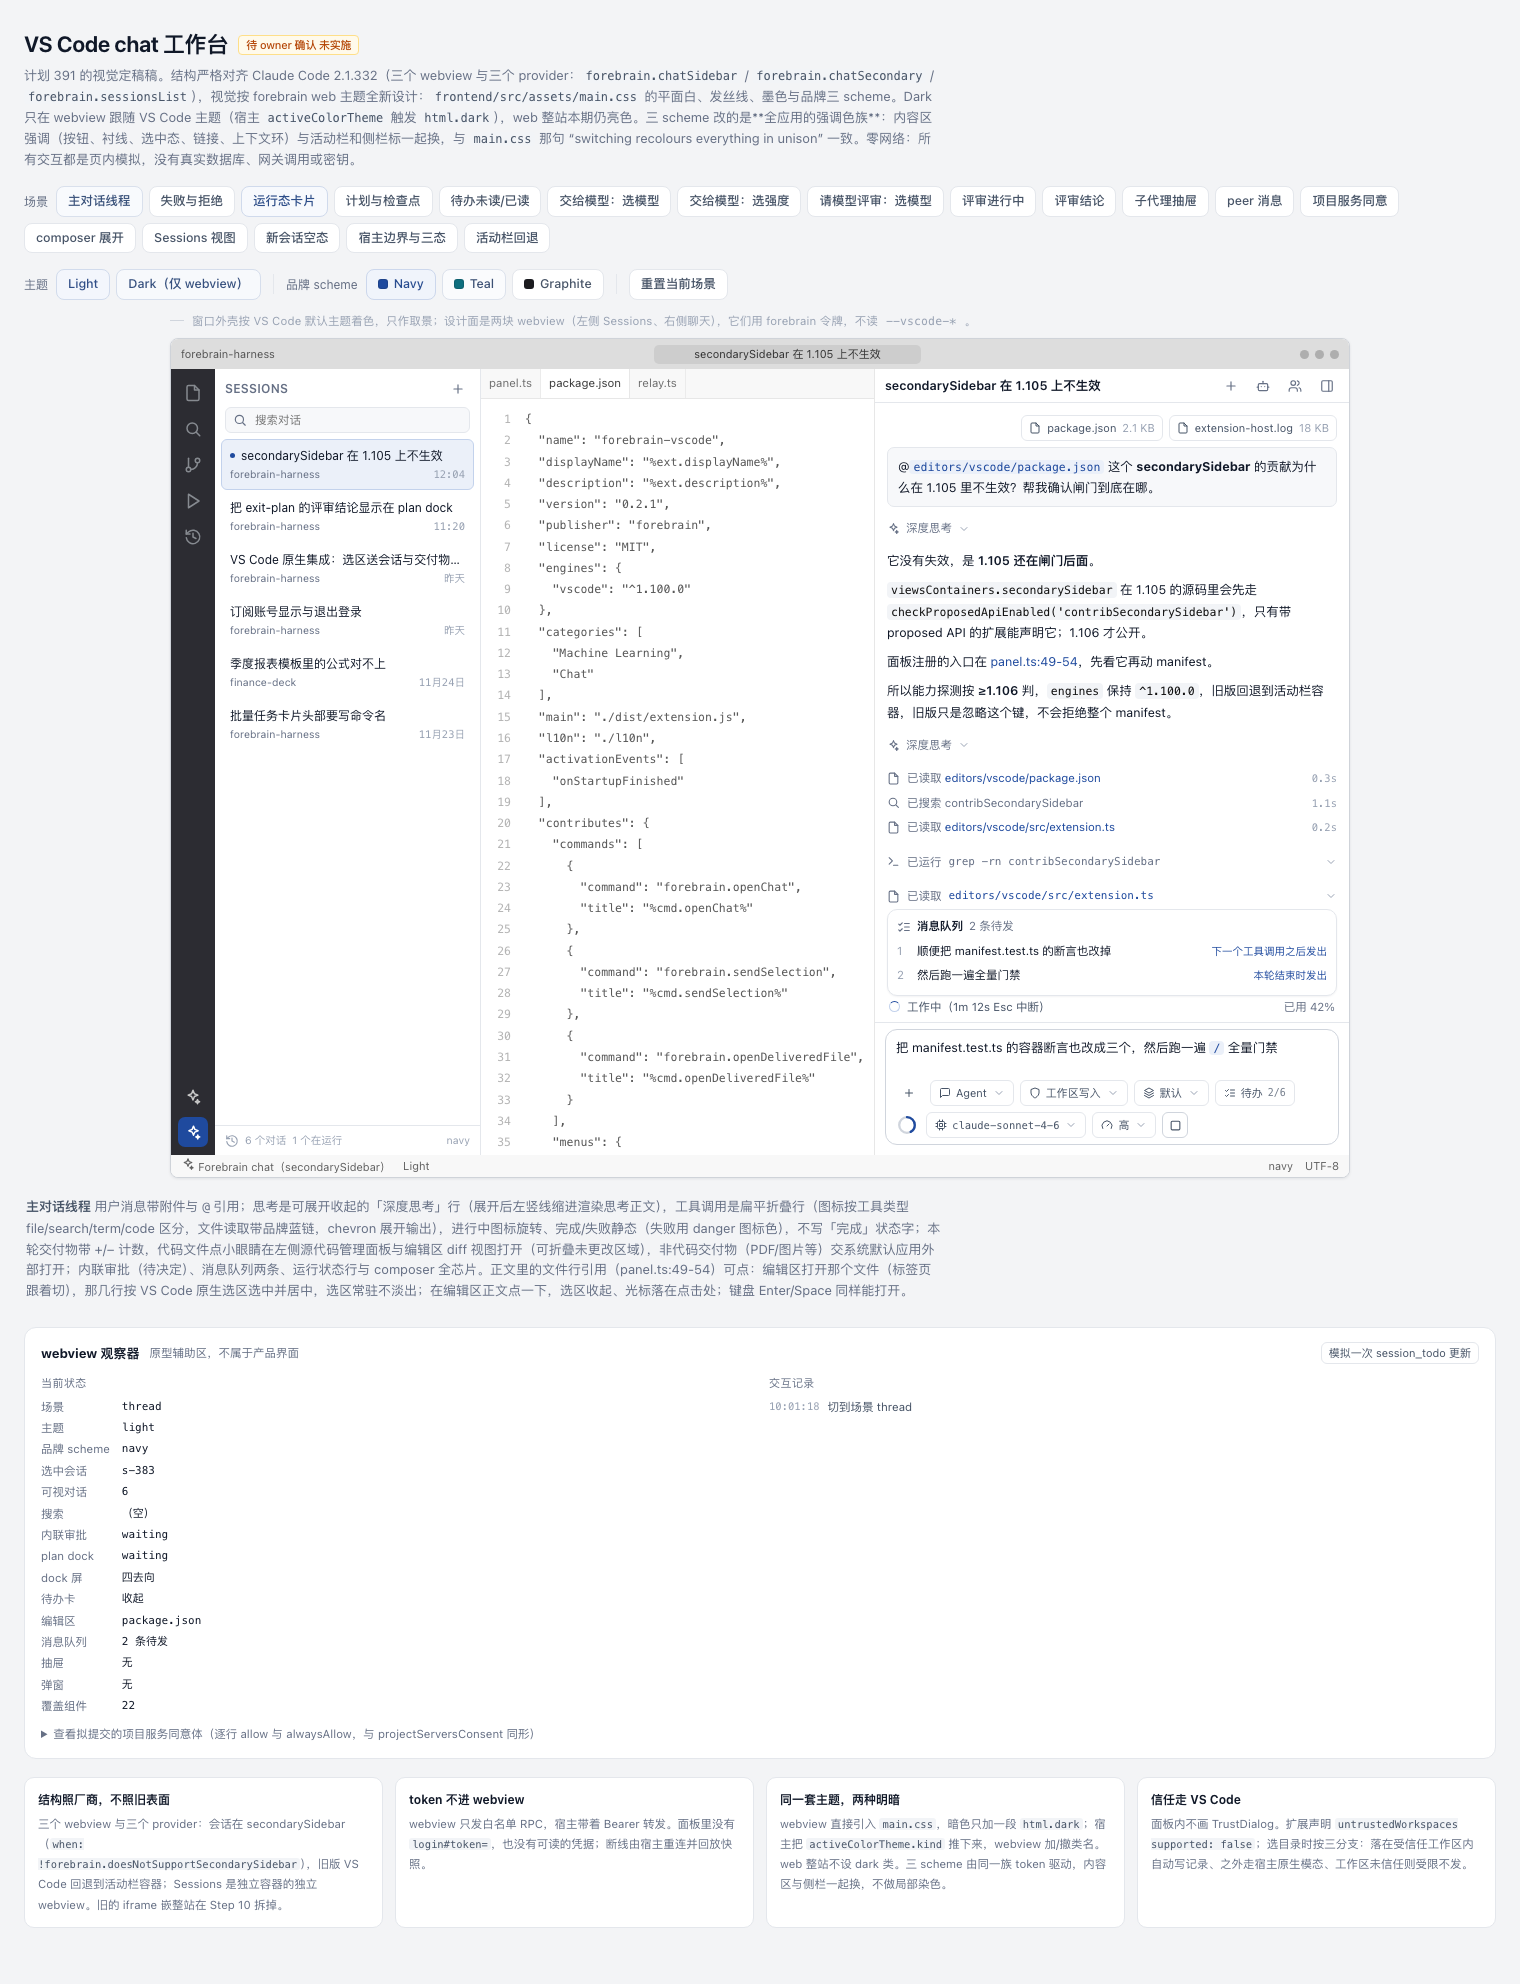 VS Code chat 工作台 待 owner 确认 未实施
计划 391 的视觉定稿稿。结构严格对齐 Claude Code 2.1.332（三个 webview 与三个 provider： forebrain.chatSidebar / forebrain.chatSecondary /
forebrain.sessionsList ），视觉按 forebrain web 主题全新设计： frontend/src/assets/main.css 的平面白、发丝线、墨色与品牌三 scheme。Dark
只在 webview 跟随 VS Code 主题（宿主 activeColorTheme 触发 html.dark ），web 整站本期仍亮色。三 scheme 改的是**全应用的强调色族**：内容区
强调（按钮、衬线、选中态、链接、上下文环）与活动栏和侧栏标一起换，与 main.css 那句 “switching recolours everything in unison” 一致。零网络：所
有交互都是页内模拟，没有真实数据库、网关调用或密钥。
场景 主对话线程 失败与拒绝 运行态卡片 计划与检查点 待办未读/已读 交给模型：选模型 交给模型：选强度 请模型评审：选模型 评审进行中 评审结论 子代理抽屉 peer 消息 项目服务同意
composer 展开 Sessions 视图 新会话空态 宿主边界与三态 活动栏回退
主题 Light Dark（仅 webview） 品牌 scheme Navy Teal Graphite 重置当前场景
窗口外壳按 VS Code 默认主题着色，只作取景；设计面是两块 webview（左侧 Sessions、右侧聊天），它们用 forebrain 令牌，不读 --vscode-* 。
forebrain-harness secondarySidebar 在 1.105 上不生效
SESSIONS
搜索对话
secondarySidebar 在 1.105 上不生效
forebrain-harness 12:04
把 exit-plan 的评审结论显示在 plan dock
forebrain-harness 11:20
VS Code 原生集成：选区送会话与交付物...
forebrain-harness 昨天
订阅账号显示与退出登录
forebrain-harness 昨天
季度报表模板里的公式对不上
finance-deck 11月24日
批量任务卡片头部要写命令名
forebrain-harness 11月23日
6 个对话 1 个在运行 navy
panel.ts package.json relay.ts
1 {
2 "name": "forebrain-vscode",
3 "displayName": "%ext.displayName%",
4 "description": "%ext.description%",
5 "version": "0.2.1",
6 "publisher": "forebrain",
7 "license": "MIT",
8 "engines": {
9 "vscode": "^1.100.0"
10 },
11 "categories": [
12 "Machine Learning",
13 "Chat"
14 ],
15 "main": "./dist/extension.js",
16 "l10n": "./l10n",
17 "activationEvents": [
18 "onStartupFinished"
19 ],
20 "contributes": {
21 "commands": [
22 {
23 "command": "forebrain.openChat",
24 "title": "%cmd.openChat%"
25 },
26 {
27 "command": "forebrain.sendSelection",
28 "title": "%cmd.sendSelection%"
29 },
30 {
31 "command": "forebrain.openDeliveredFile",
32 "title": "%cmd.openDeliveredFile%"
33 }
34 ],
35 "menus": {
secondarySidebar 在 1.105 上不生效
package.json 2.1 KB extension-host.log 18 KB
@ editors/vscode/package.json 这个 secondarySidebar 的贡献为什
么在 1.105 里不生效？帮我确认闸门到底在哪。
深度思考
它没有失效，是 1.105 还在闸门后面。
viewsContainers.secondarySidebar 在 1.105 的源码里会先走
checkProposedApiEnabled('contribSecondarySidebar') ，只有带
proposed API 的扩展能声明它；1.106 才公开。
面板注册的入口在 panel.ts:49-54，先看它再动 manifest。
所以能力探测按 ≥1.106 判， engines 保持 ^1.100.0 ，旧版回退到活动栏容
器，旧版只是忽略这个键，不会拒绝整个 manifest。
深度思考
已读取 editors/vscode/package.json 0.3s
已搜索 contribSecondarySidebar 1.1s
已读取 editors/vscode/src/extension.ts 0.2s
已运行 grep -rn contribSecondarySidebar
已读取 editors/vscode/src/extension.ts
消息队列 2 条待发
1 顺便把 manifest.test.ts 的断言也改掉 下一个工具调用之后发出
2 然后跑一遍全量门禁 本轮结束时发出
工作中（1m 12s Esc 中断） 已用 42%
把 manifest.test.ts 的容器断言也改成三个，然后跑一遍 / 全量门禁
Agent 工作区写入 默认 待办 2/6
claude-sonnet-4-6 高
Forebrain chat（secondarySidebar） Light navy UTF-8
主对话线程 用户消息带附件与 @ 引用；思考是可展开收起的「深度思考」行（展开后左竖线缩进渲染思考正文），工具调用是扁平折叠行（图标按工具类型
file/search/term/code 区分，文件读取带品牌蓝链，chevron 展开输出），进行中图标旋转、完成/失败静态（失败用 danger 图标色），不写「完成」状态字；本
轮交付物带 +/− 计数，代码文件点小眼睛在左侧源代码管理面板与编辑区 diff 视图打开（可折叠未更改区域），非代码交付物（PDF/图片等）交系统默认应用外
部打开；内联审批（待决定）、消息队列两条、运行状态行与 composer 全芯片。正文里的文件行引用（panel.ts:49-54）可点：编辑区打开那个文件（标签页
跟着切），那几行按 VS Code 原生选区选中并居中，选区常驻不淡出；在编辑区正文点一下，选区收起、光标落在点击处；键盘 Enter/Space 同样能打开。
webview 观察器 原型辅助区，不属于产品界面 模拟一次 session_todo 更新
当前状态
场景 thread
主题 light
品牌 scheme navy
选中会话 s-383
可视对话 6
搜索 （空）
内联审批 waiting
plan dock waiting
dock 屏 四去向
待办卡 收起
编辑区 package.json
消息队列 2 条待发
抽屉 无
弹窗 无
覆盖组件 22
交互记录
10:01:18 切到场景 thread
查看拟提交的项目服务同意体（逐行 allow 与 alwaysAllow，与 projectServersConsent 同形）
结构照厂商，不照旧表面
三个 webview 与三个 provider：会话在 secondarySidebar
（ when:
!forebrain.doesNotSupportSecondarySidebar ），旧版 VS
Code 回退到活动栏容器；Sessions 是独立容器的独立
webview。旧的 iframe 嵌整站在 Step 10 拆掉。
token 不进 webview
webview 只发白名单 RPC，宿主带着 Bearer 转发。面板里没有
login#token= ，也没有可读的凭据；断线由宿主重连并回放快
照。
同一套主题，两种明暗
webview 直接引入 main.css ，暗色只加一段 html.dark ；宿
主把 activeColorTheme.kind 推下来，webview 加/撤类名。
web 整站不设 dark 类。三 scheme 由同一族 token 驱动，内容
区与侧栏一起换，不做局部染色。
信任走 VS Code
面板内不画 TrustDialog。扩展声明 untrustedWorkspaces
supported: false ；选目录时按三分支：落在受信任工作区内
自动写记录、之外走宿主原生模态、工作区未信任则受限不发。